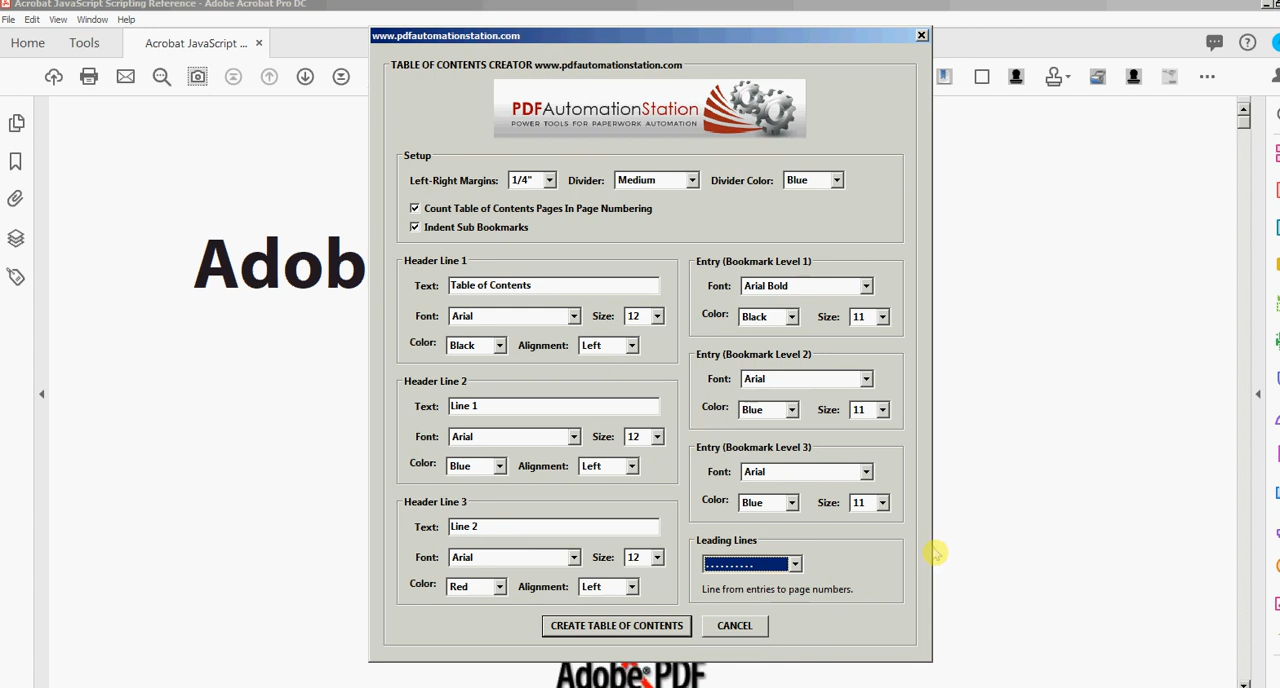 Acrobat JavaScript Scripting Reference - Adobe Acrobat Pro DC
File Edit View Window Help
Home Tools Acrobat JavaScript ... ×
www.pdfautomationstation.com
TABLE OF CONTENTS CREATOR www.pdfautomationstation.com
PDFAutomationStation
POWER TOOLS FOR PAPERWORK AUTOMATION
Setup
Left-Right Margins: 1/4" Divider: Medium Divider Color: Blue
Count Table of Contents Pages In Page Numbering
Indent Sub Bookmarks
Header Line 1
Text: Table of Contents
Font: Arial Size: 12
Color: Black Alignment: Left
Header Line 2
Text: Line 1
Font: Arial Size: 12
Color: Blue Alignment: Left
Header Line 3
Text: Line 2
Font: Arial Size: 12
Color: Red Alignment: Left
Entry (Bookmark Level 1)
Font: Arial Bold
Color: Black Size: 11
Entry (Bookmark Level 2)
Font: Arial
Color: Blue Size: 11
Entry (Bookmark Level 3)
Font: Arial
Color: Blue Size: 11
Leading Lines
..........
Line from entries to page numbers.
CREATE TABLE OF CONTENTS CANCEL
Adob
Adobe® PDF